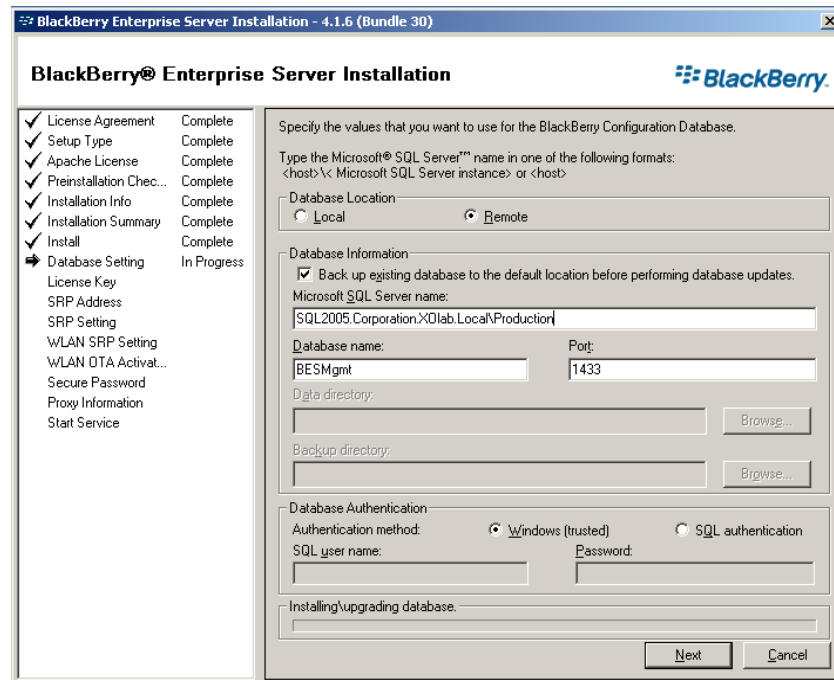 BlackBerry Enterprise Server Installation - 4.1.6 (Bundle 30)
BlackBerry® Enterprise Server Installation
BlackBerry.
License Agreement Complete
Setup Type Complete
Apache License Complete
Preinstallation Chec... Complete
Installation Info Complete
Installation Summary Complete
Install Complete
Database Setting In Progress
License Key
SRP Address
SRP Setting
WLAN SRP Setting
WLAN OTA Activat...
Secure Password
Proxy Information
Start Service
Specify the values that you want to use for the BlackBerry Configuration Database.
Type the Microsoft® SQL Server™ name in one of the following formats:
<host>\< Microsoft SQL Server instance> or <host>
Database Location
Local Remote
Database Information
Back up existing database to the default location before performing database updates.
Microsoft SQL Server name:
SQL2005.Corporation.XOlab.Local\Production
Database name: Port:
BESMgmt 1433
Data directory:
Browse...
Backup directory:
Browse...
Database Authentication
Authentication method: Windows (trusted) SQL authentication
SQL user name: Password:
Installing\upgrading database.
Next Cancel